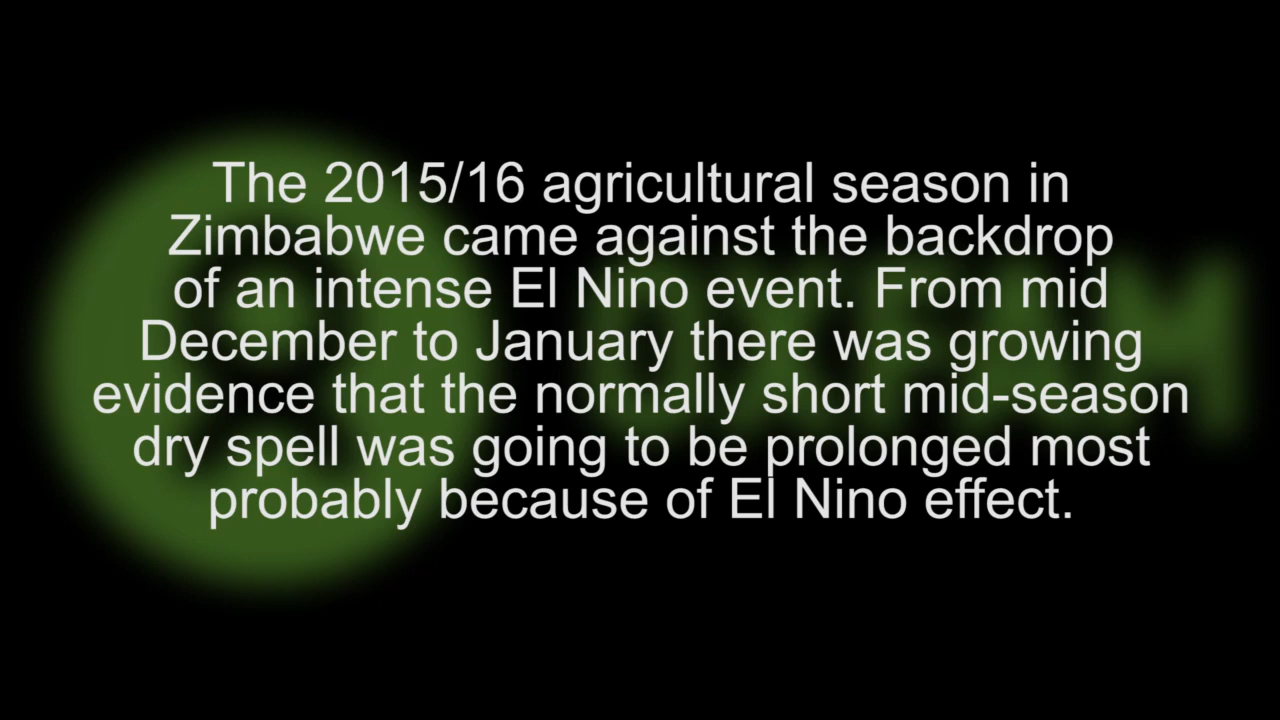 The 2015/16 agricultural season in
Zimbabwe came against the backdrop
of an intense El Nino event. From mid
December to January there was growing
evidence that the normally short mid-season
dry spell was going to be prolonged most
probably because of El Nino effect.